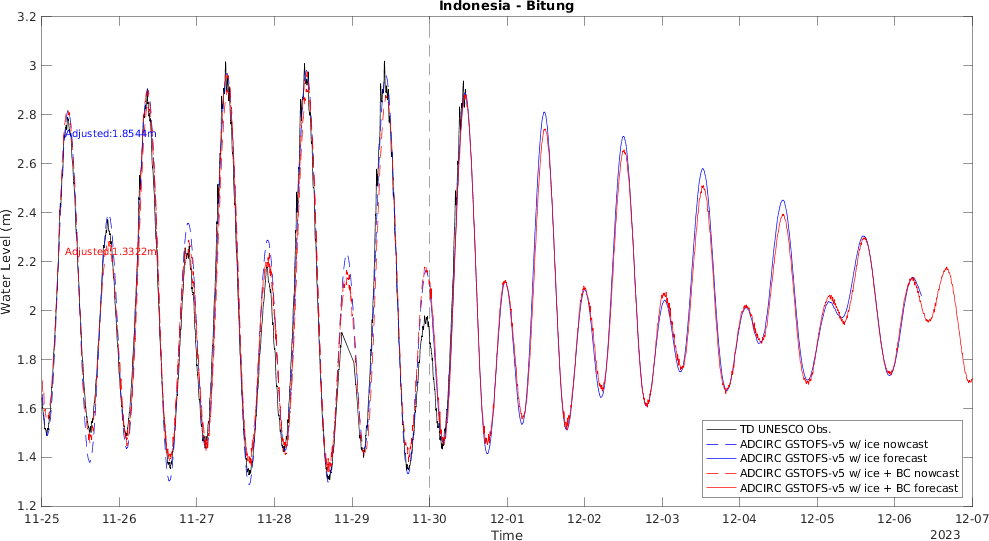 Indonesia - Bitung
3.2
3
2.8
2.6
2.4
2.2
2
1.8
1.6
1.4
1.2
Water Level (m)
Adjusted:1.8544m
Adjusted:1.3322m
TD UNESCO Obs.
ADCIRC GSTOFS-v5 w/ ice nowcast
ADCIRC GSTOFS-v5 w/ ice forecast
ADCIRC GSTOFS-v5 w/ ice + BC nowcast
ADCIRC GSTOFS-v5 w/ ice + BC forecast
11-25 11-26 11-27 11-28 11-29 11-30 12-01 12-02 12-03 12-04 12-05 12-06 12-07
Time
2023